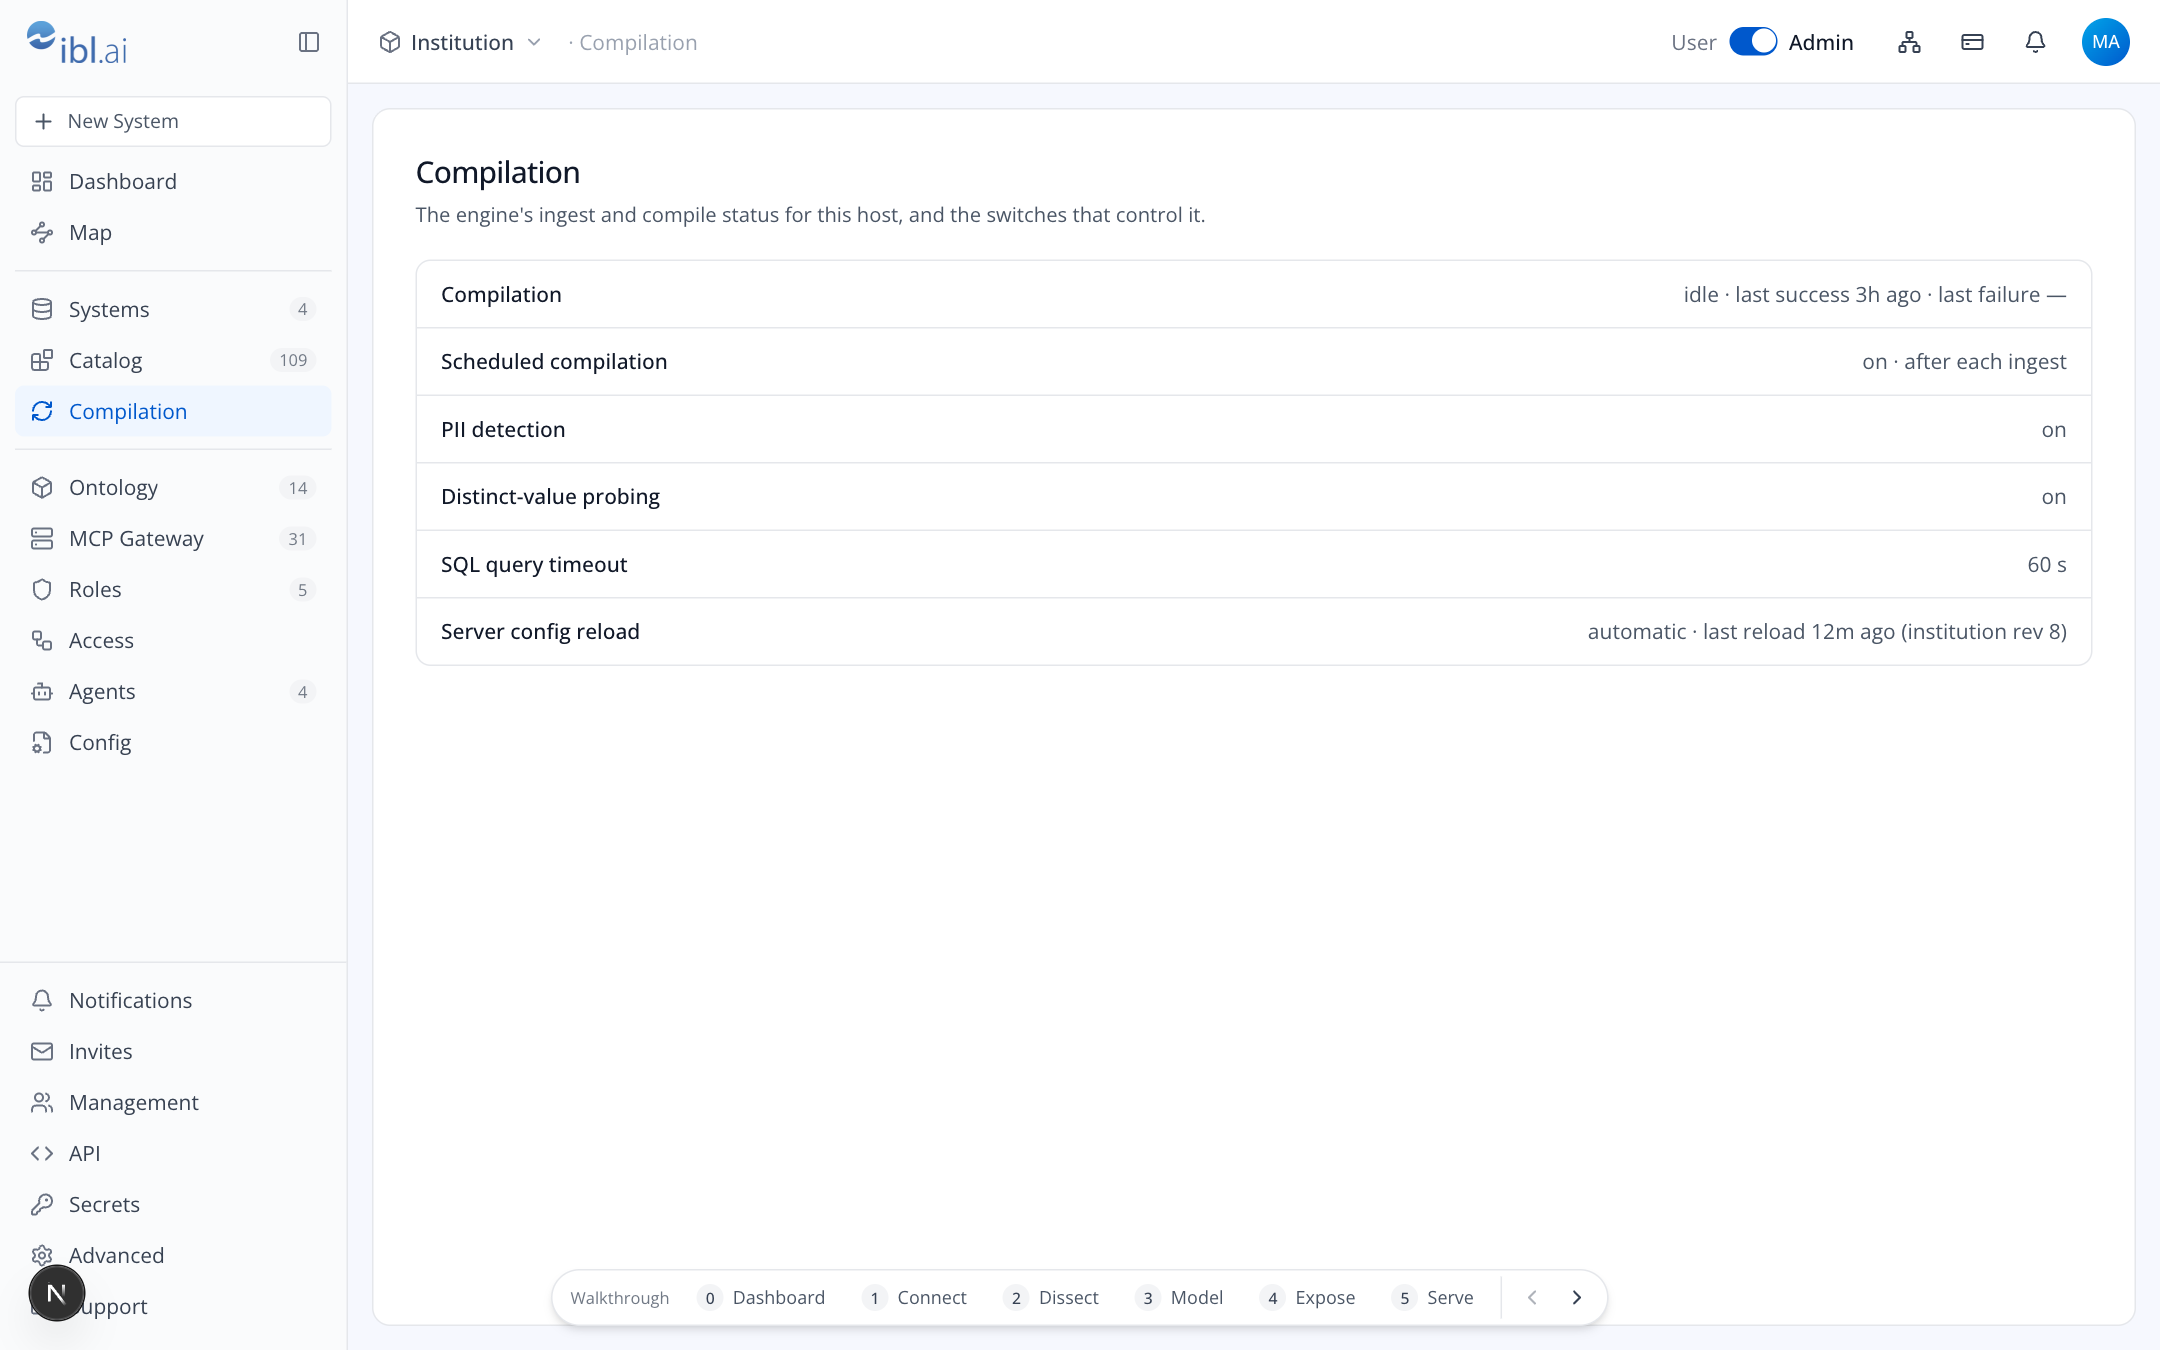 ibl.ai
Institution · Compilation
User Admin
MA
New System
Dashboard
Map
Systems 4
Catalog 109
Compilation
Ontology 14
MCP Gateway 31
Roles 5
Access
Agents 4
Config
Notifications
Invites
Management
API
Secrets
Advanced
N
upport
Compilation
The engine's ingest and compile status for this host, and the switches that control it.
Compilation idle · last success 3h ago · last failure —
Scheduled compilation on · after each ingest
PII detection on
Distinct-value probing on
SQL query timeout 60 s
Server config reload automatic · last reload 12m ago (institution rev 8)
Walkthrough 0 Dashboard 1 Connect 2 Dissect 3 Model 4 Expose 5 Serve